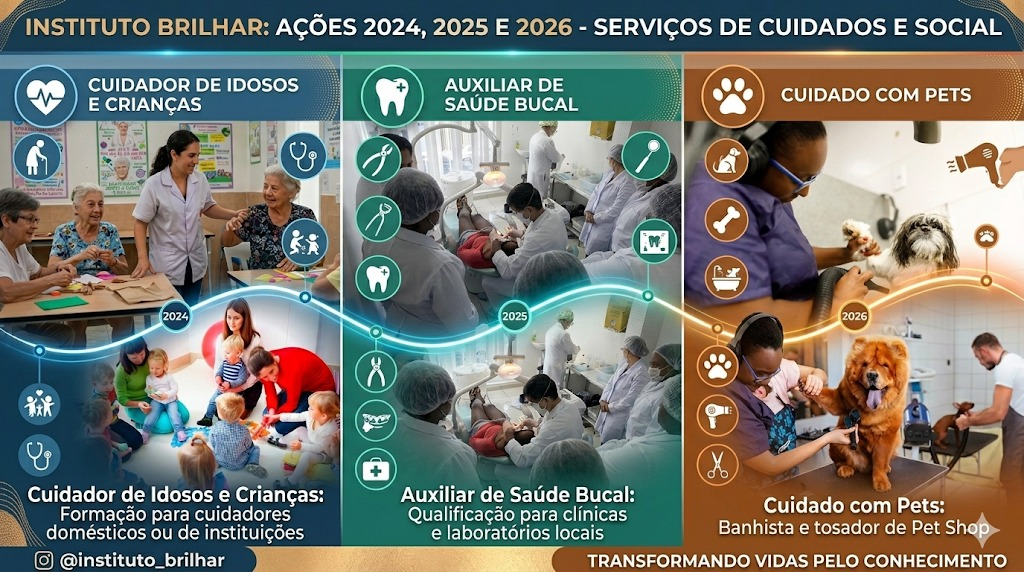 INSTITUTO BRILHAR: AÇÕES 2024, 2025 E 2026 - SERVIÇOS DE CUIDADOS E SOCIAL
CUIDADOR DE IDOSOS
E CRIANÇAS
AUXILIAR DE
SAÚDE BUCAL
CUIDADO COM PETS
2024
2025
2026
Cuidador de Idosos e Crianças:
Formação para cuidadores
domésticos ou de instituições
Auxiliar de Saúde Bucal:
Qualificação para clínicas
e laboratórios locais
Cuidado com Pets:
Banhista e tosador de Pet Shop
@instituto_brilhar
TRANSFORMANDO VIDAS PELO CONHECIMENTO